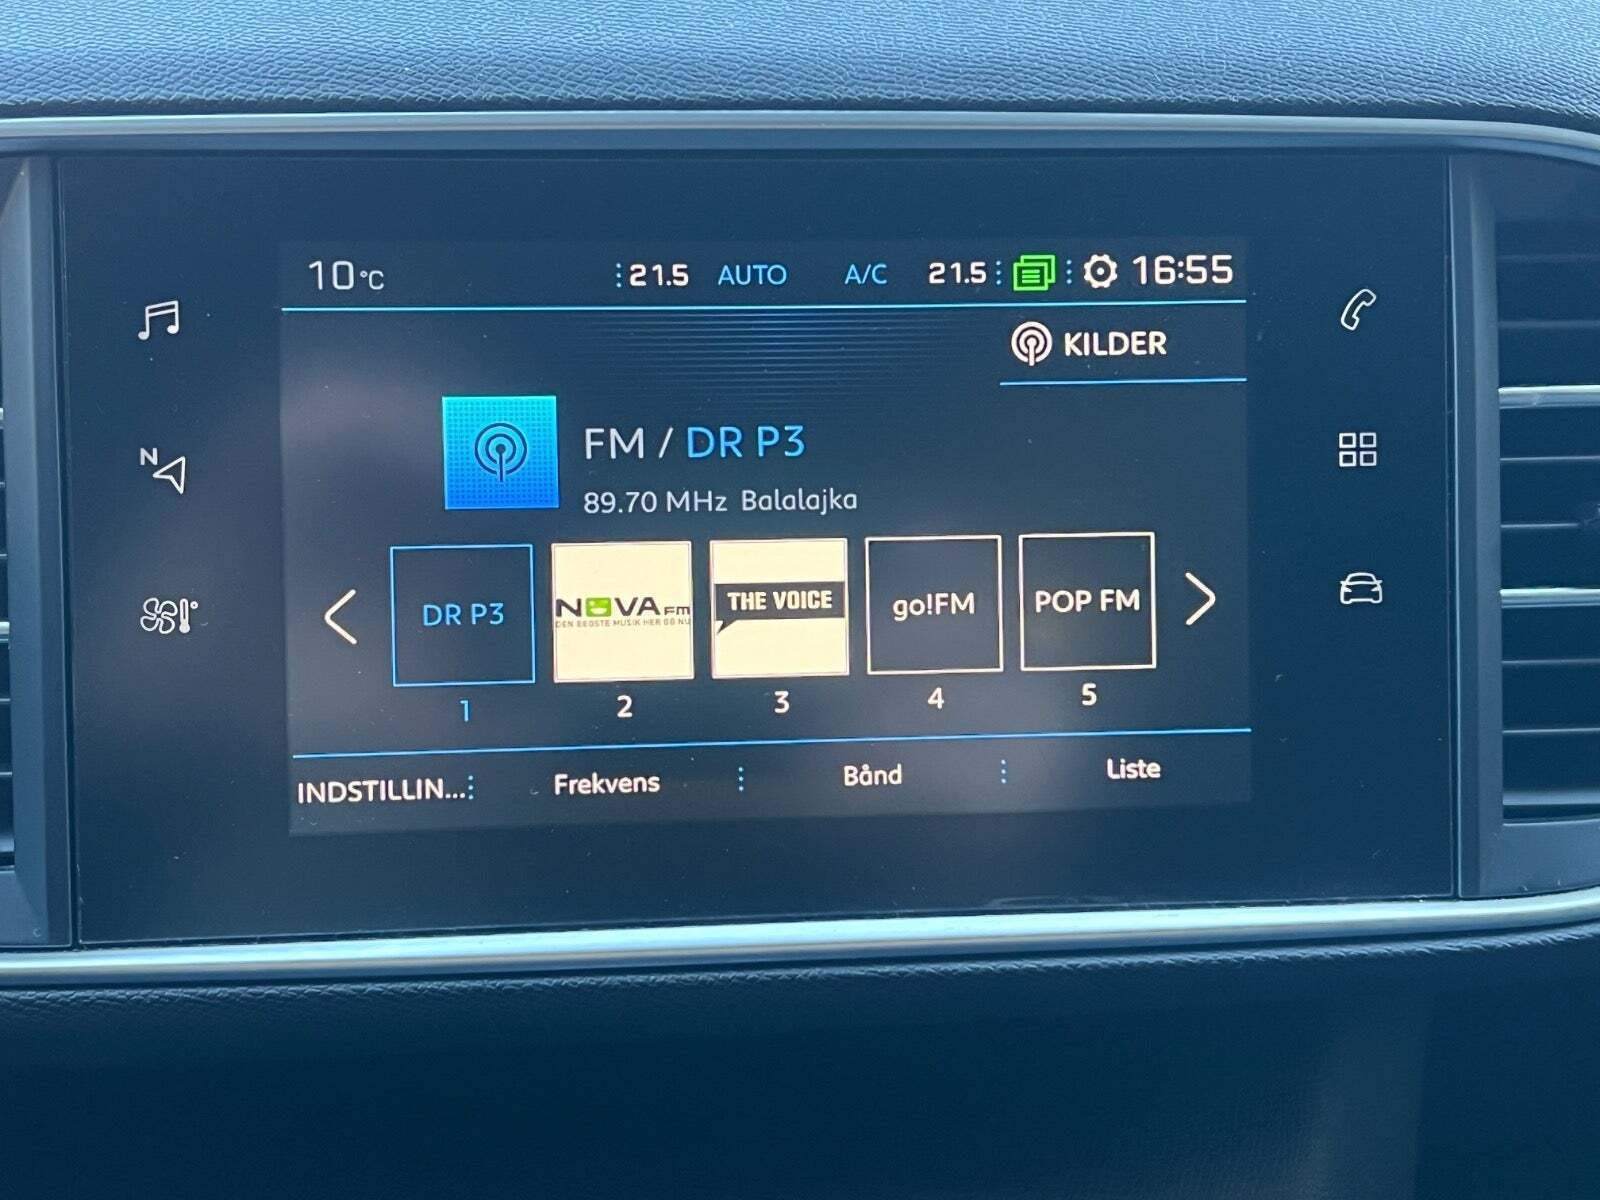 10°C
21.5 AUTO A/C 21.5 16:55
KILDER
FM / DR P3
89.70 MHz Balalajka
N
DR P3
NOVA FM
THE VOICE
go!FM
POP FM
1 2 3 4 5
INDSTILLIN...
Frekvens
Bånd
Liste